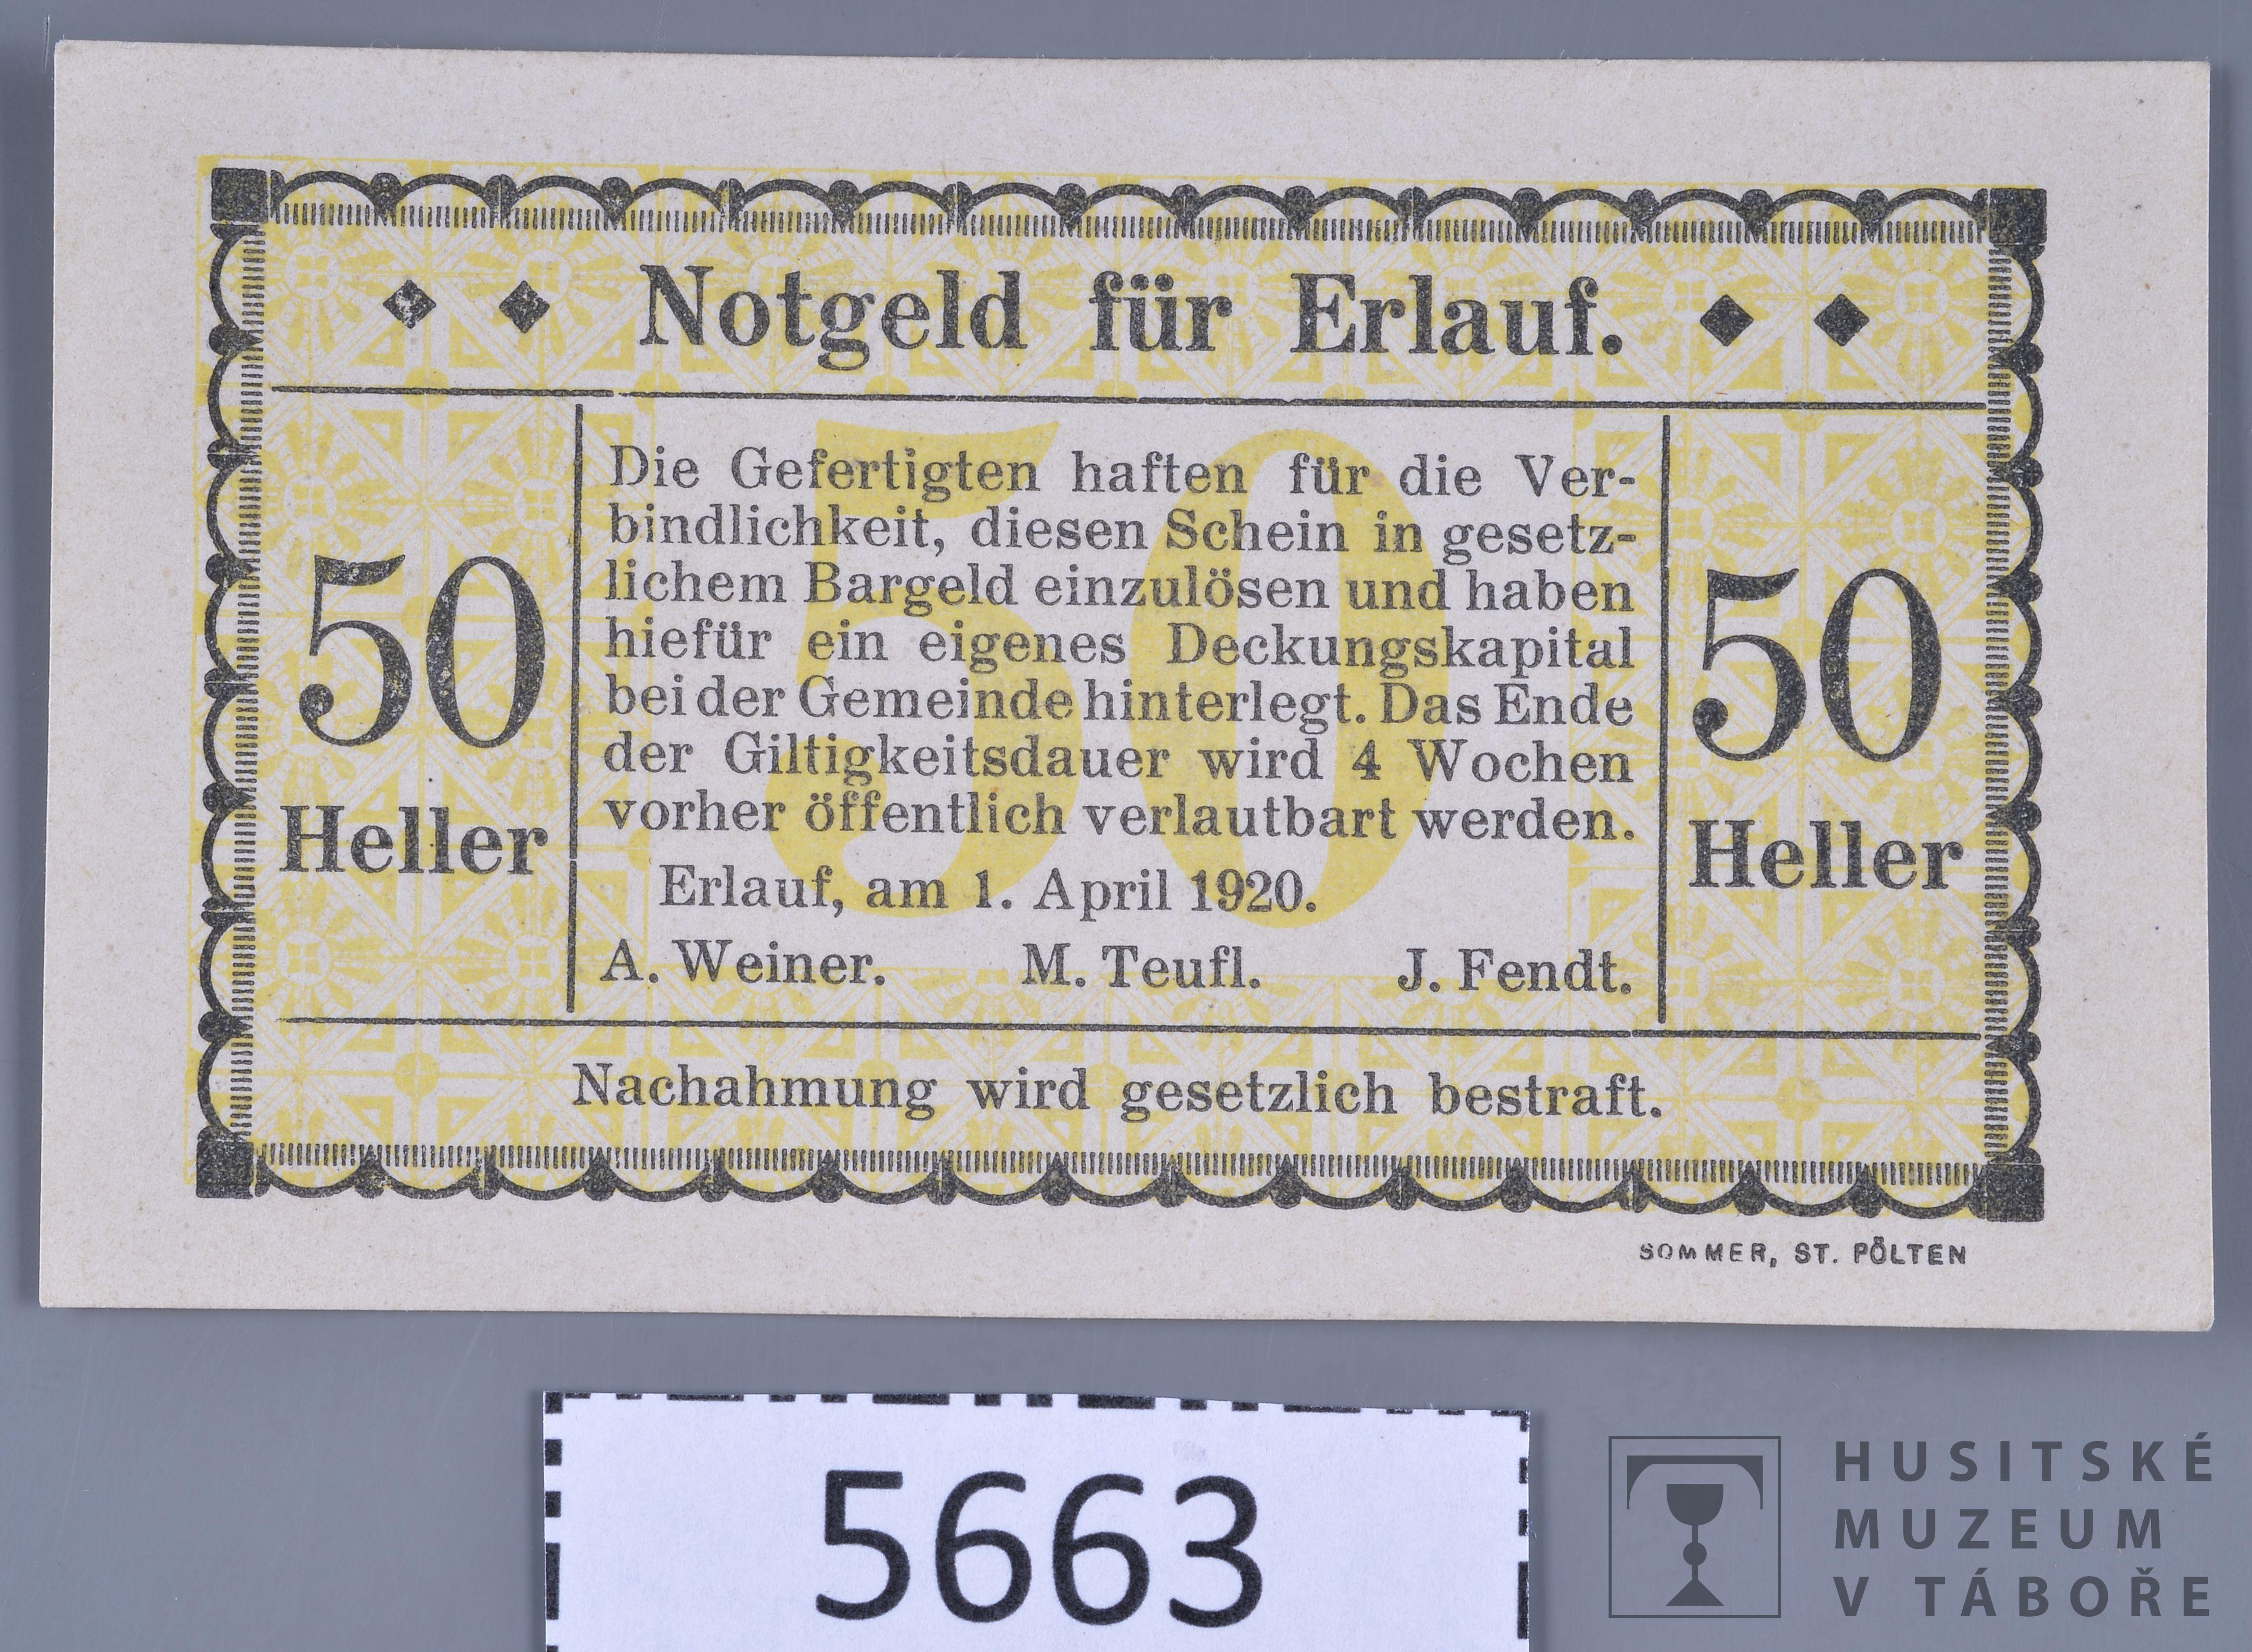 Notgeld für Erlauf.
50
Heller
Die Gefertigten haften für die Ver-
bindlichkeit, diesen Schein in gesetz-
lichem Bargeld einzulösen und haben
hiefür ein eigenes Deckungskapital
bei der Gemeinde hinterlegt. Das Ende
der Giltigkeitsdauer wird 4 Wochen
vorher öffentlich verlautbart werden.
Erlauf, am 1. April 1920.
A. Weiner. M. Teufl. J. Fendt.
50
50
Heller
Nachahmung wird gesetzlich bestraft.
SOMMER, ST. PÖLTEN
5663
HUSITSKÉ
MUZEUM
V TÁBOŘE